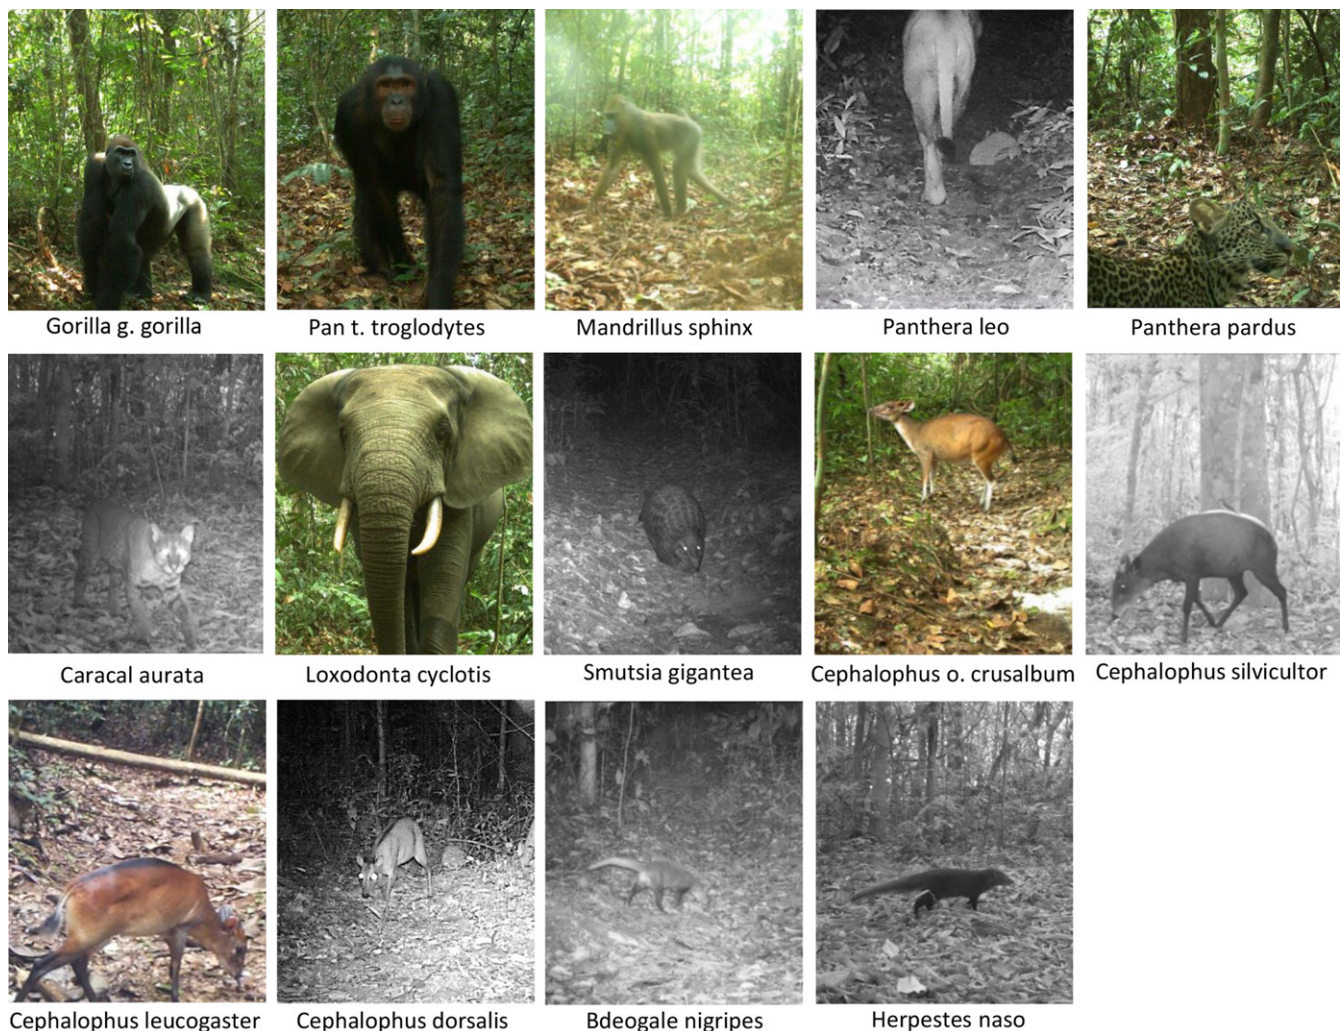 Gorilla g. gorilla
Pan t. troglodytes
Mandrillus sphinx
Panthera leo
Panthera pardus
Caracal aurata
Loxodonta cyclotis
Smutsia gigantea
Cephalophus o. crusalbum
Cephalophus silvicultor
Cephalophus leucogaster
Cephalophus dorsalis
Bdeogale nigripes
Herpestes naso